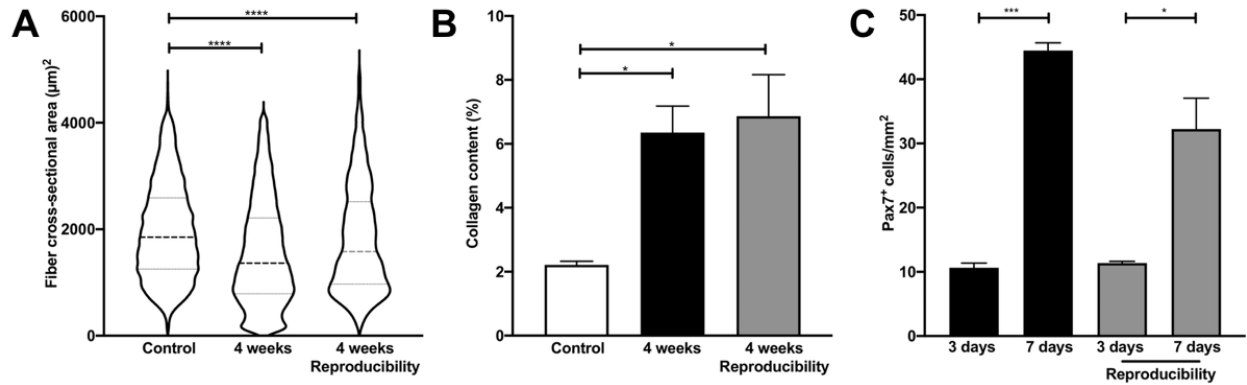 A
Fiber cross-sectional area (µm)²
6000
4000
2000
0
****
****
Control
4 weeks
4 weeks
Reproducibility
B
Collagen content (%)
10
8
6
4
2
0
*
*
Control
4 weeks
4 weeks
Reproducibility
C
Pax7⁺ cells/mm²
50
40
30
20
10
0
***
*
3 days
7 days
3 days
7 days
Reproducibility